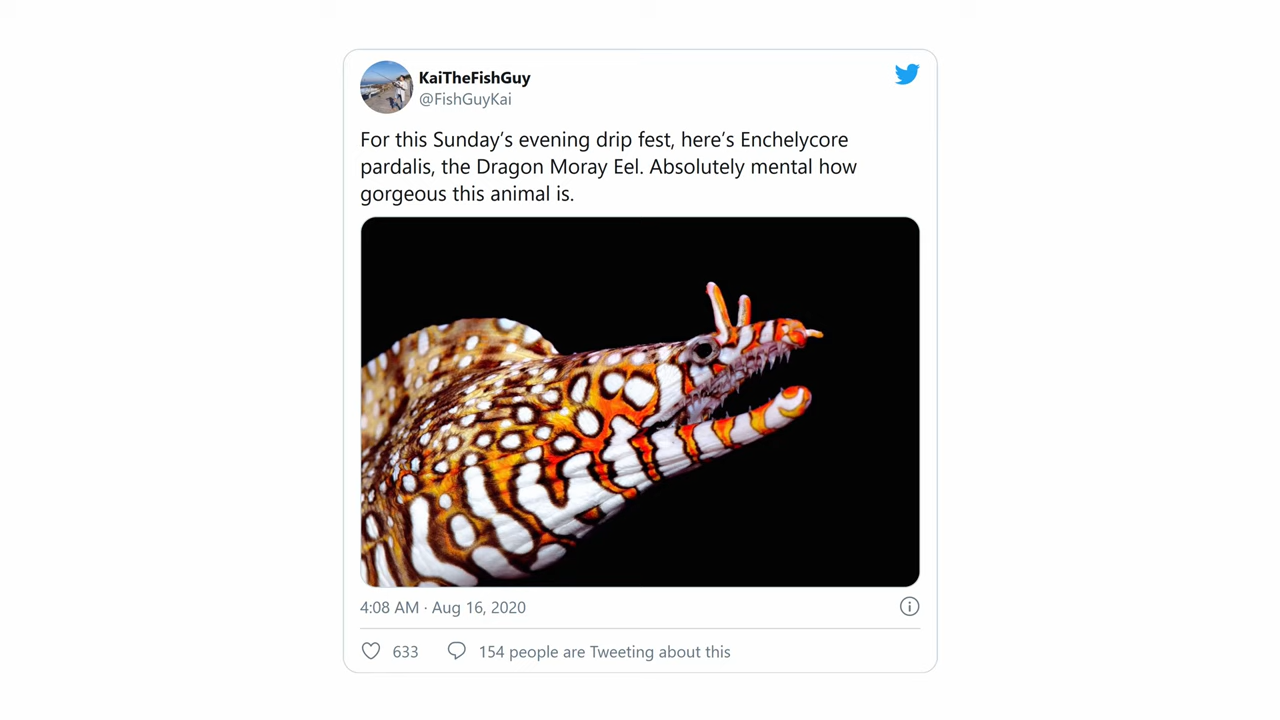 KaiTheFishGuy
@FishGuyKai
For this Sunday’s evening drip fest, here’s Enchelycore
pardalis, the Dragon Moray Eel. Absolutely mental how
gorgeous this animal is.
4:08 AM · Aug 16, 2020
633 154 people are Tweeting about this